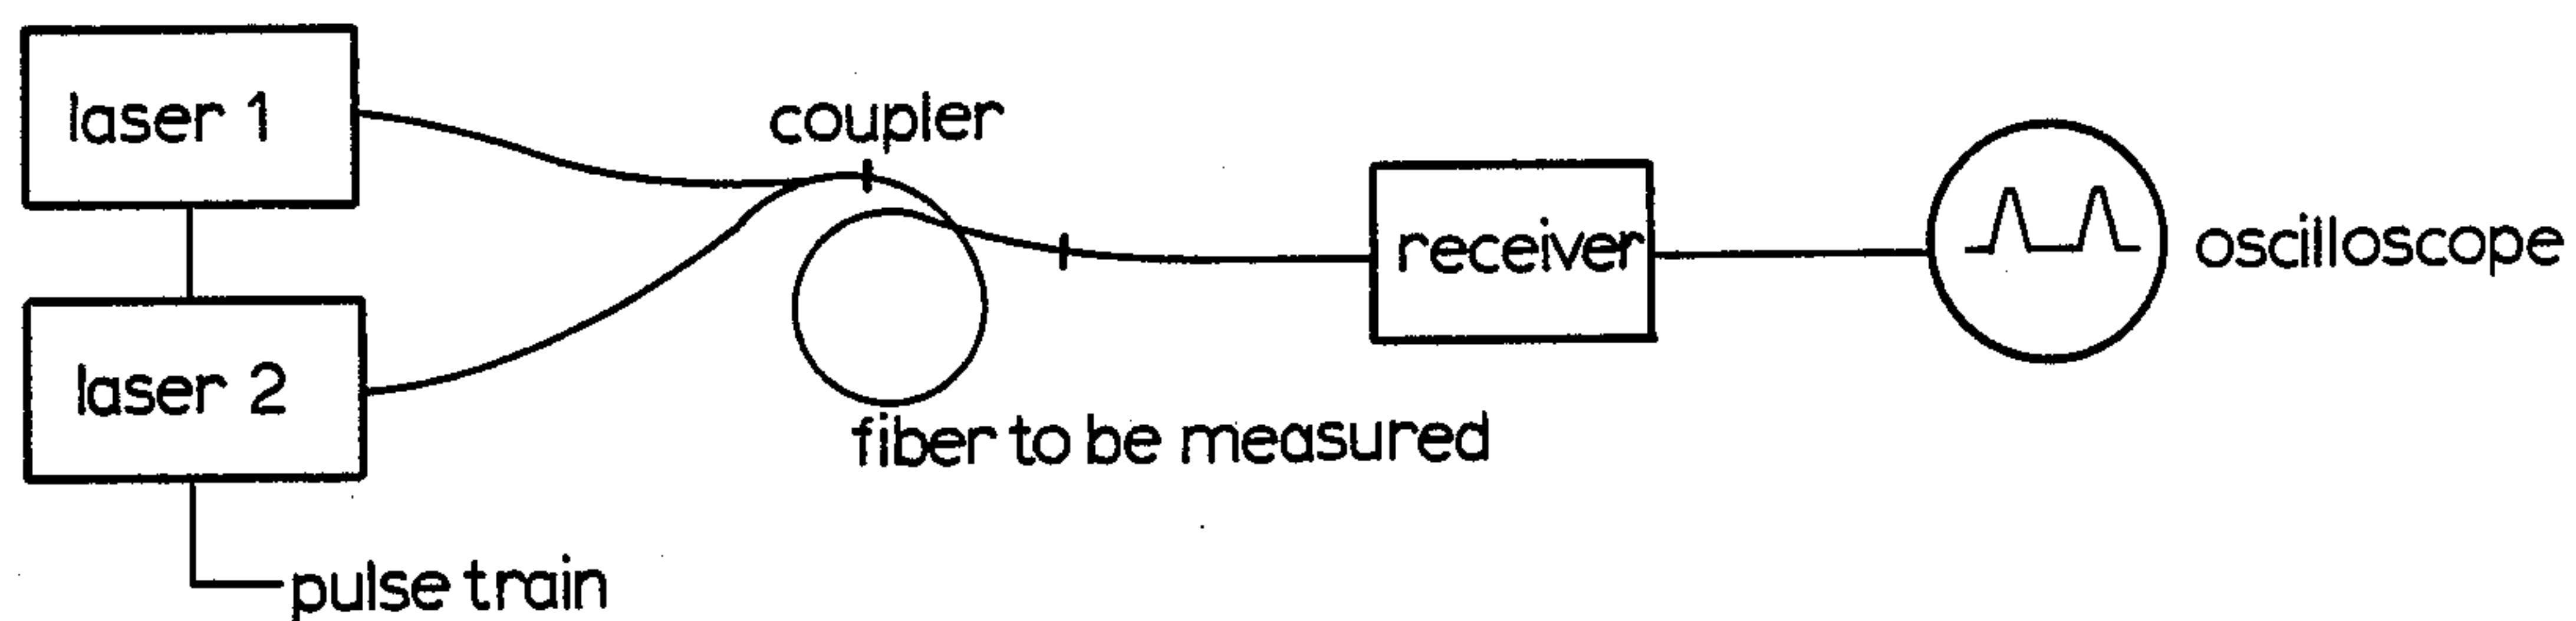 laser 1
coupler
receiver
oscilloscope
laser 2
fiber to be measured
pulse train